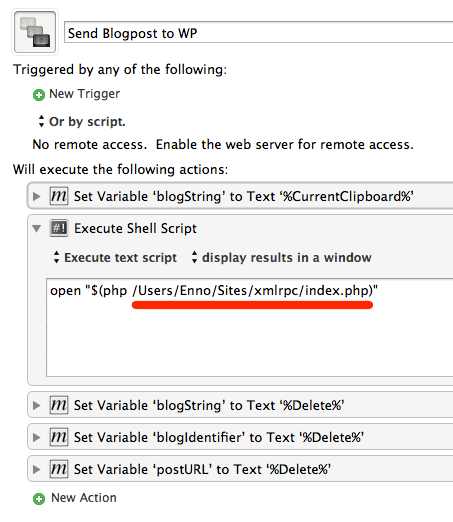 Send Blogpost to WP
Triggered by any of the following:
New Trigger
Or by script.
No remote access.  Enable the web server for remote access.
Will execute the following actions:
Set Variable ‘blogString’ to Text ‘%CurrentClipboard%’
#! Execute Shell Script
Execute text script display results in a window
open "$(php /Users/Enno/Sites/xmlrpc/index.php)"
Set Variable ‘blogString’ to Text ‘%Delete%’
Set Variable ‘blogIdentifier’ to Text ‘%Delete%’
Set Variable ‘postURL’ to Text ‘%Delete%’
New Action